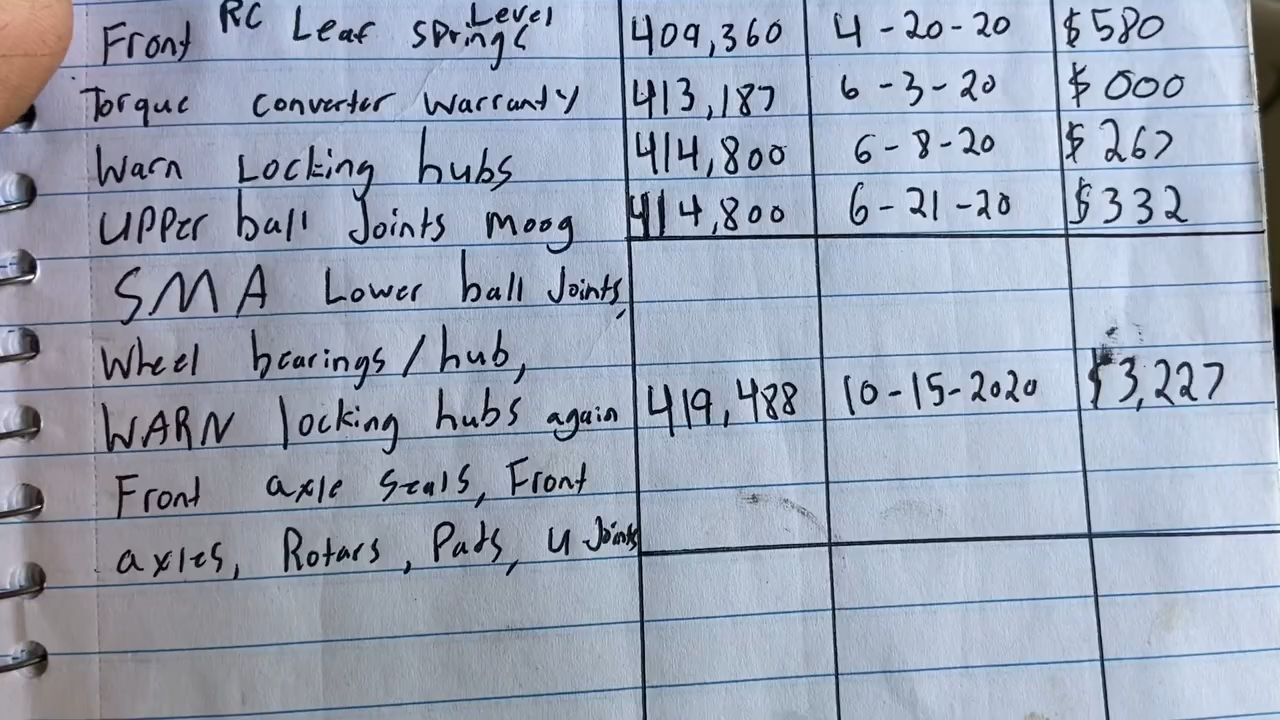 Front RC Leaf Springs Level 409,360 4-20-20 $580
Torque converter warranty 413,187 6-3-20 $000
Warn Locking hubs 414,800 6-8-20 $267
UPPer ball Joints Moog 414,800 6-21-20 $332
SMA Lower ball Joints,
Wheel bearings/hub,
WARN locking hubs again 419,488 10-15-2020 $3,227
Front axle seals, Front
axles, Rotars, Pads, U Joints